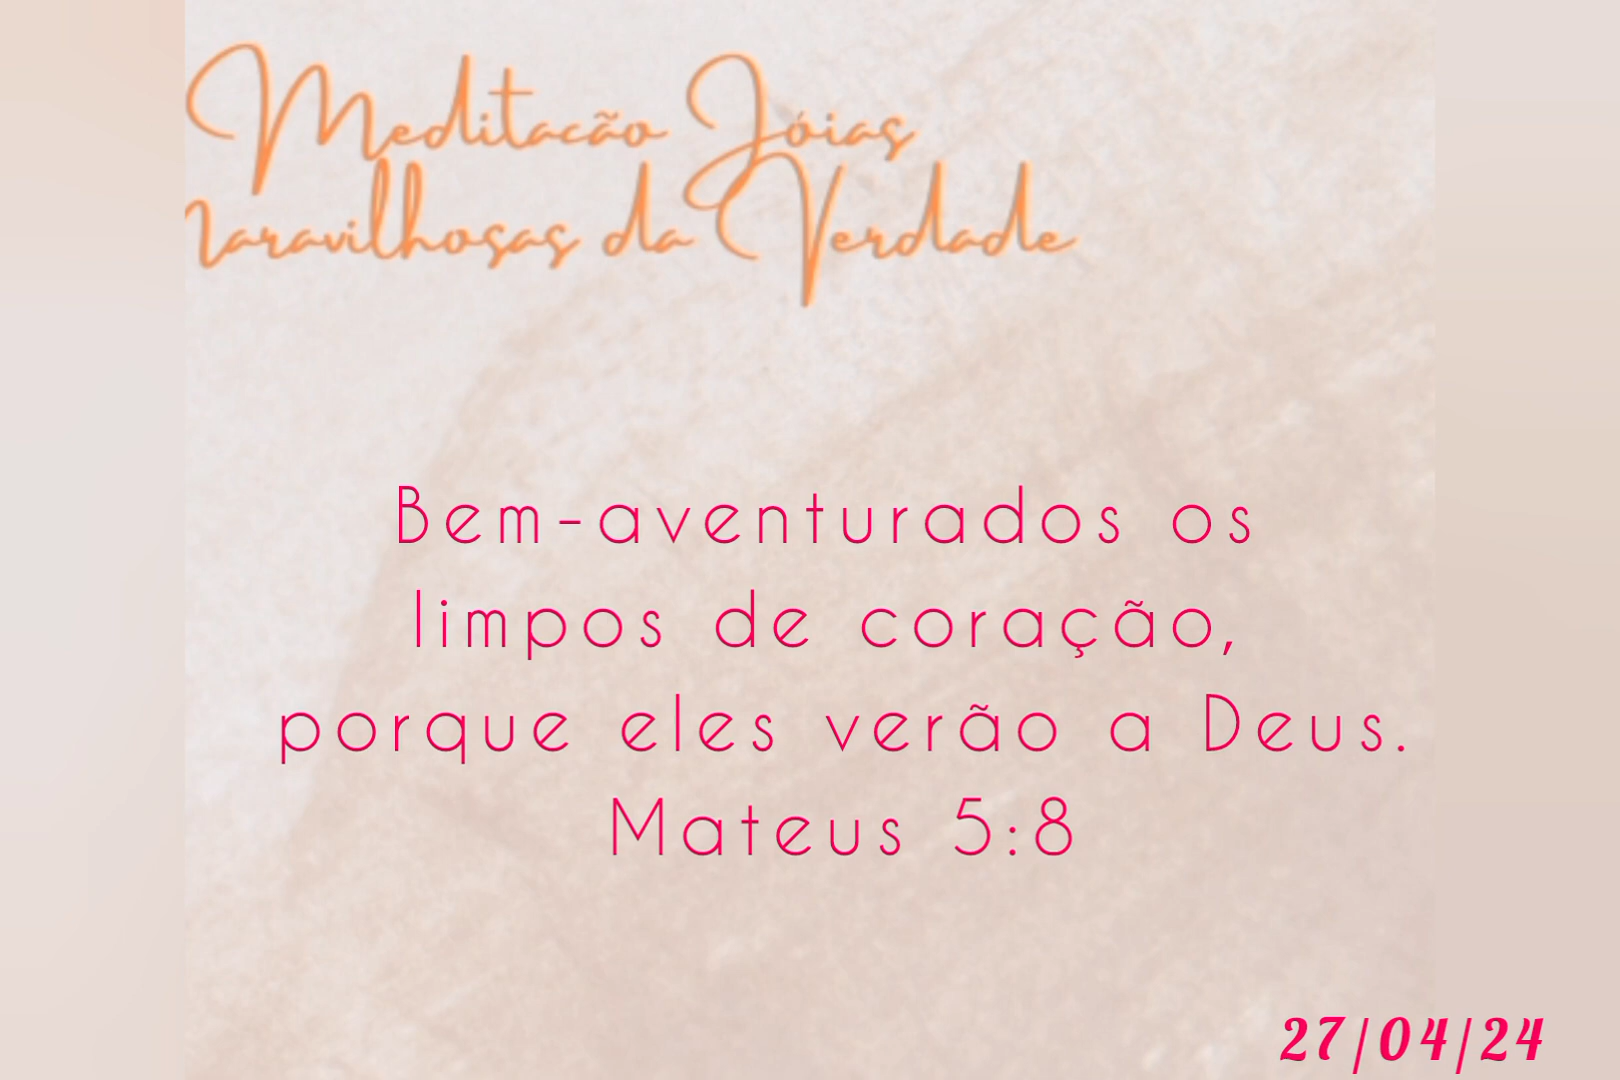 Meditacão Jóias
Maravilhosas da Verdade
Bem-aventurados os
limpos de coração,
porque eles verão a Deus.
Mateus 5:8
27/04/24